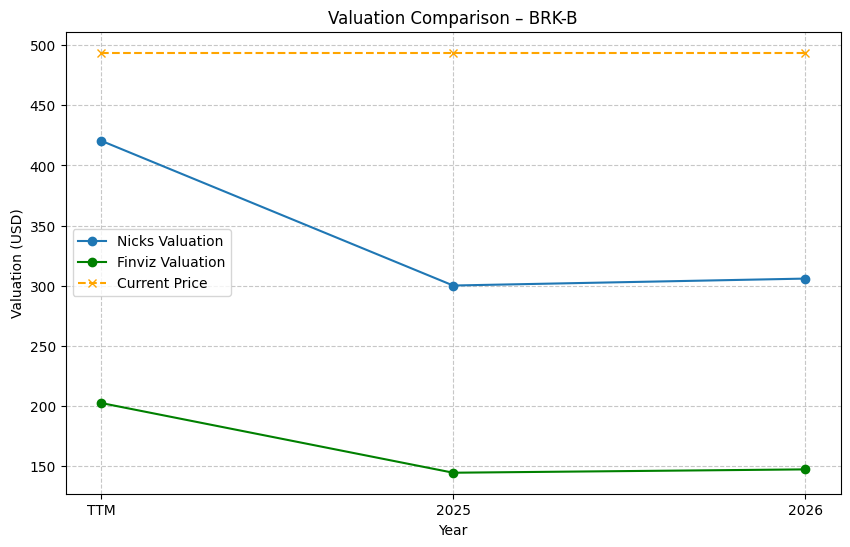 Valuation Comparison – BRK-B
Valuation (USD)
500
450
400
350
300
250
200
150
Nicks Valuation
Finviz Valuation
Current Price
TTM
2025
2026
Year